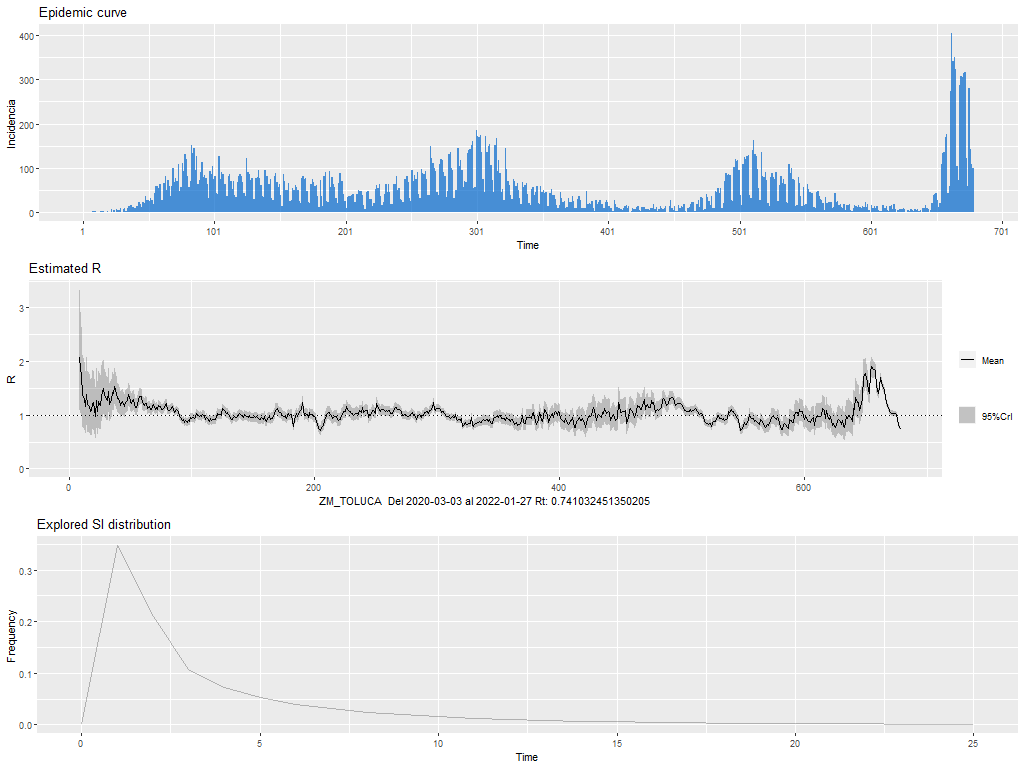 Epidemic curve
400
300
200
100
0
Incidencia
1 101 201 301 401 501 601 701
Time
Estimated R
3
2
1
0
R
Mean
95%CrI
0 200 400 600
ZM_TOLUCA Del 2020-03-03 al 2022-01-27 Rt: 0.741032451350205
Explored SI distribution
0.3
0.2
0.1
0.0
Frequency
0 5 10 15 20 25
Time